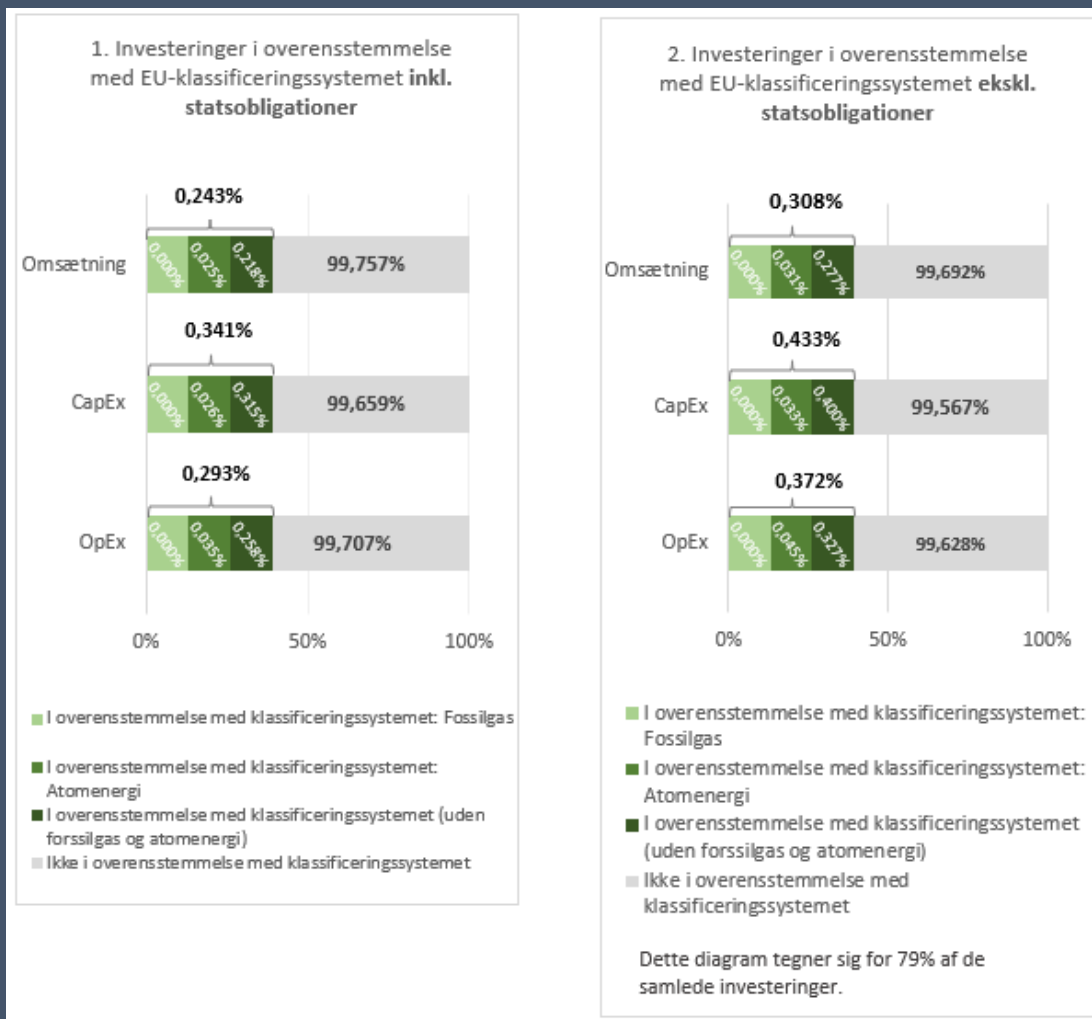 1. Investeringer i overensstemmelse
med EU-klassificeringssystemet inkl.
statsobligationer
0,243%
Omsætning
0,000%
0,025%
0,218%
99,757%
0,341%
CapEx
0,000%
0,026%
0,315%
99,659%
0,293%
OpEx
0,000%
0,035%
0,258%
99,707%
0%
50%
100%
I overensstemmelse med klassificeringssystemet: Fossilgas
I overensstemmelse med klassificeringssystemet:
Atomenergi
I overensstemmelse med klassificeringssystemet (uden
forssilgas og atomenergi)
Ikke i overensstemmelse med klassificeringssystemet
2. Investeringer i overensstemmelse
med EU-klassificeringssystemet ekskl.
statsobligationer
0,308%
Omsætning
0,000%
0,031%
0,277%
99,692%
0,433%
CapEx
0,000%
0,033%
0,400%
99,567%
0,372%
OpEx
0,000%
0,045%
0,327%
99,628%
0%
50%
100%
I overensstemmelse med klassificeringssystemet:
Fossilgas
I overensstemmelse med klassificeringssystemet:
Atomenergi
I overensstemmelse med klassificeringssystemet
(uden forssilgas og atomenergi)
Ikke i overensstemmelse med
klassificeringssystemet
Dette diagram tegner sig for 79% af de
samlede investeringer.